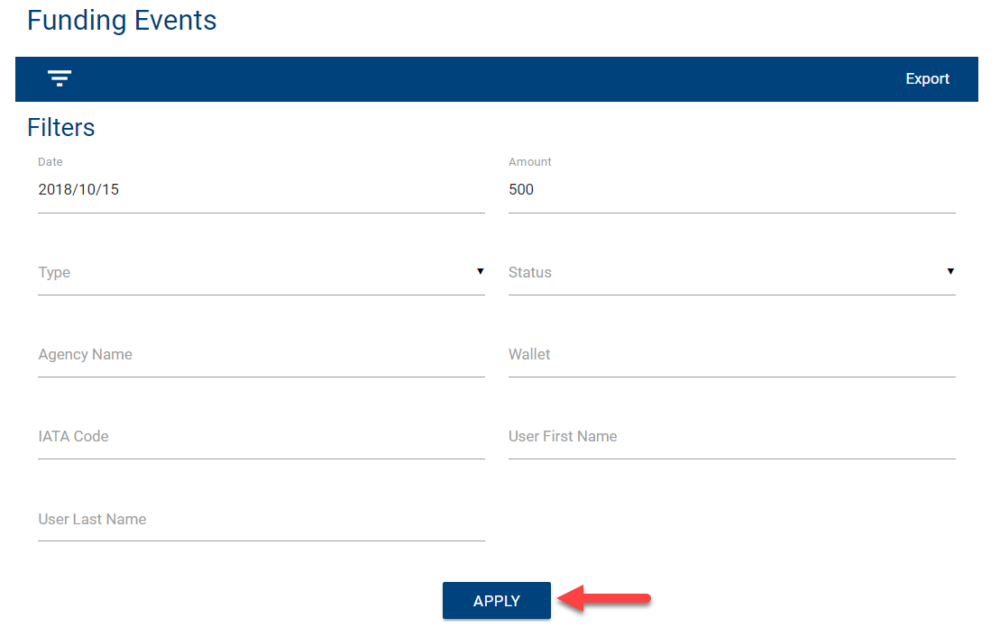 Funding Events
Export
Filters
Date
Amount
2018/10/15
500
Type
Status
Agency Name
Wallet
IATA Code
User First Name
User Last Name
APPLY